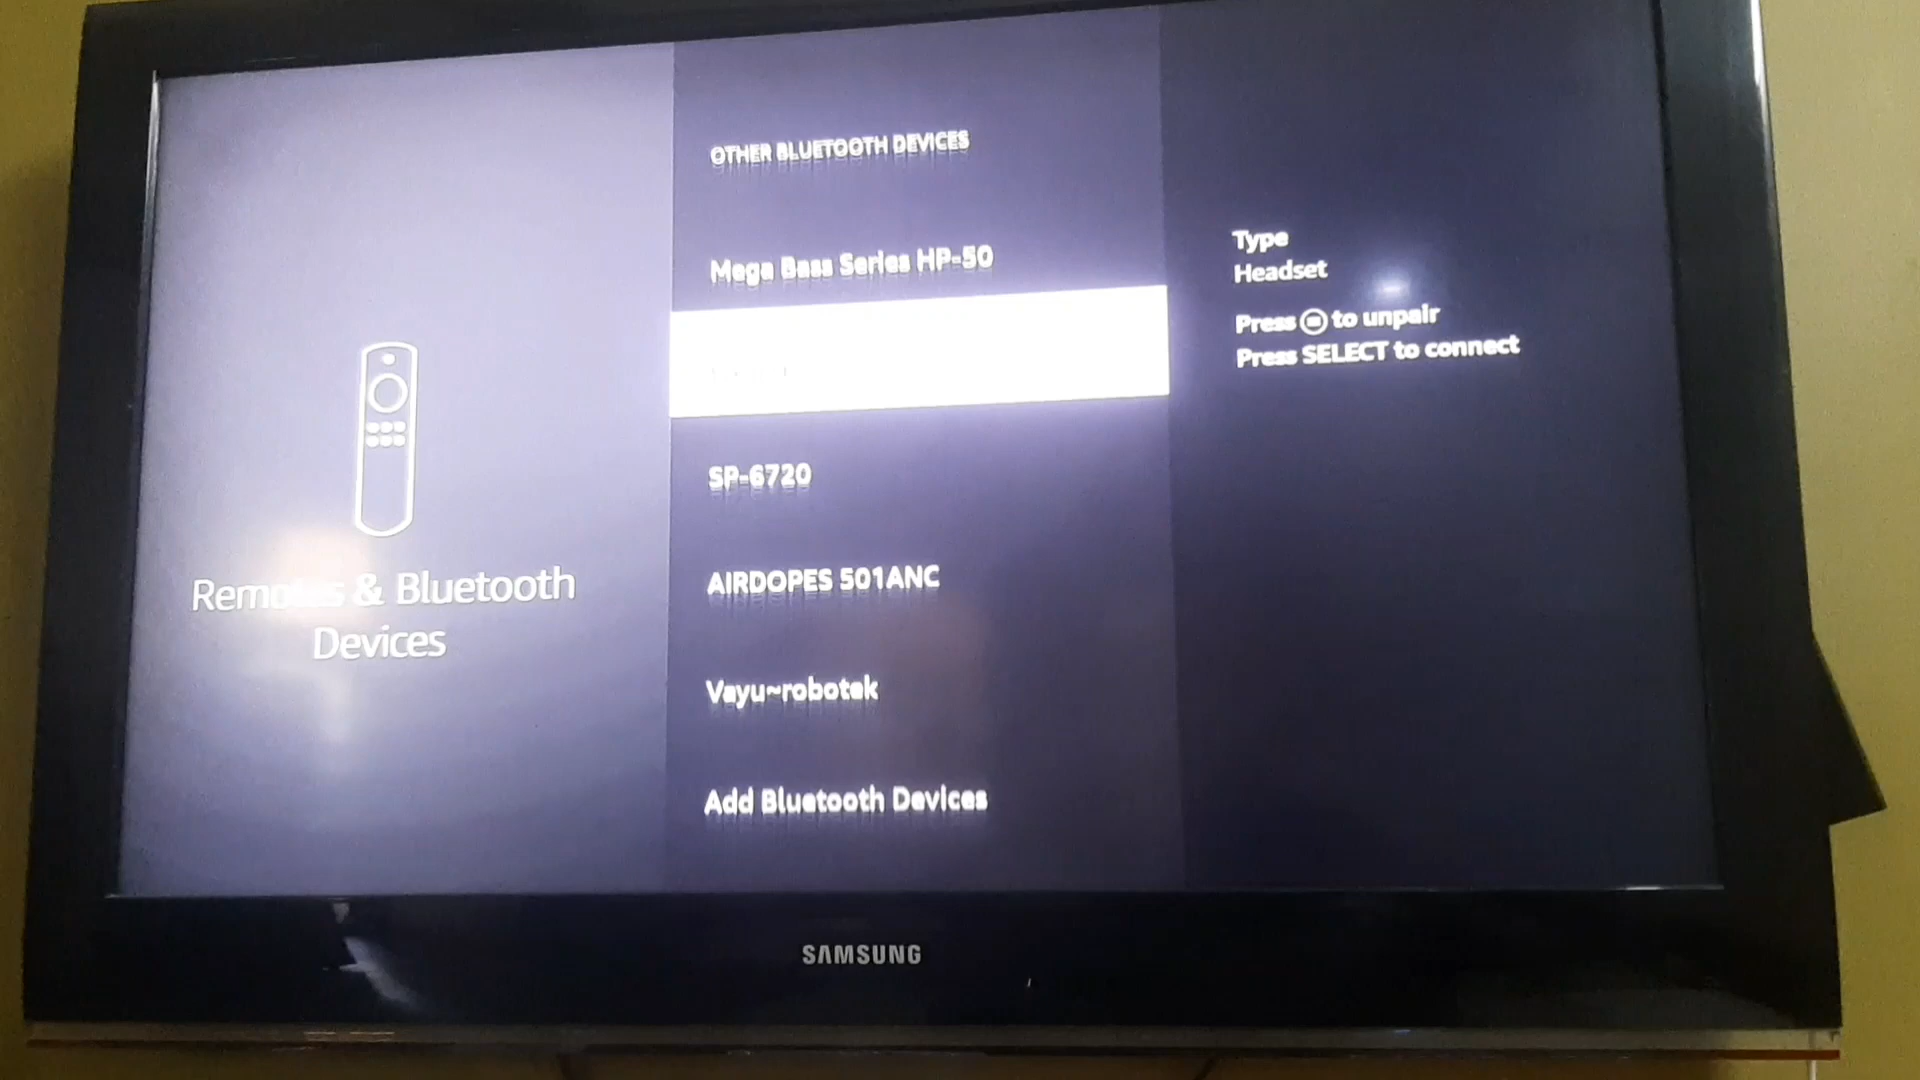 OTHER BLUETOOTH DEVICES
Mega Bass Series HP-50
SP-6720
AIRDOPES 501ANC
Vayu~robotek
Add Bluetooth Devices
Remotes & Bluetooth
Devices
Type
Headset
Press to unpair
Press SELECT to connect
SAMSUNG